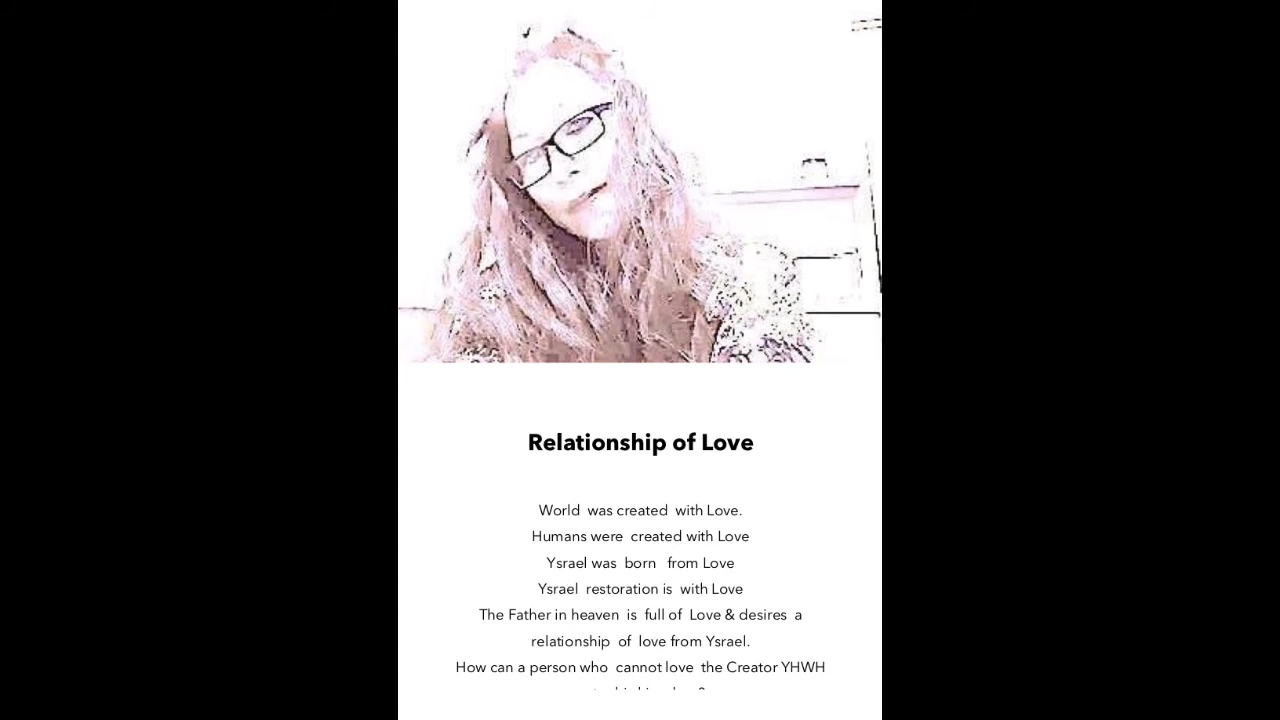 Relationship of Love
World was created with Love.
Humans were created with Love
Ysrael was born from Love
Ysrael restoration is with Love
The Father in heaven is full of Love & desires a
relationship of love from Ysrael.
How can a person who cannot love the Creator YHWH